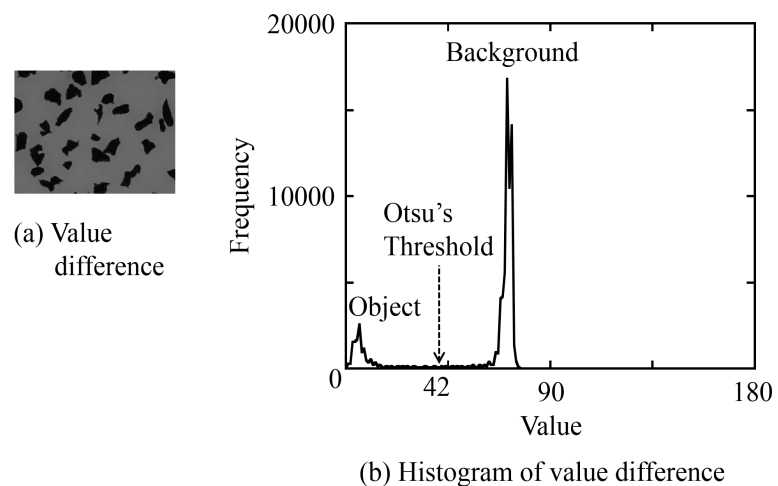 (a) Value
difference
20000
Background
10000
Frequency
Otsu's
Threshold
Object
0
42
90
180
Value
(b) Histogram of value difference